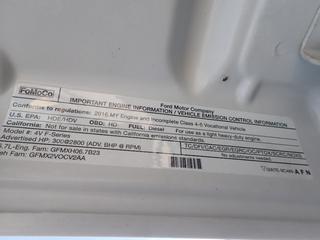 FoMoCo
Ford Motor Company
IMPORTANT ENGINE INFORMATION / VEHICLE EMISSION CONTROL INFORMATION
Conforms to regulations: 2016 MY Engine and Incomplete Class 4-6 Vocational Vehicle
U.S. EPA: HDE/HDV OBD: HD FUEL: Diesel For use as a light heavy-duty engine.
California: Not for sale in states with California emissions standards.
Model #: 4V F-Series
Advertised HP: 300@2800 (ADV. BHP @ RPM)
No adjustments needed.
6.7L-Eng Fam: GFMXH06.7B23
eh Fam: GFMX2VOCV2AA
AFN